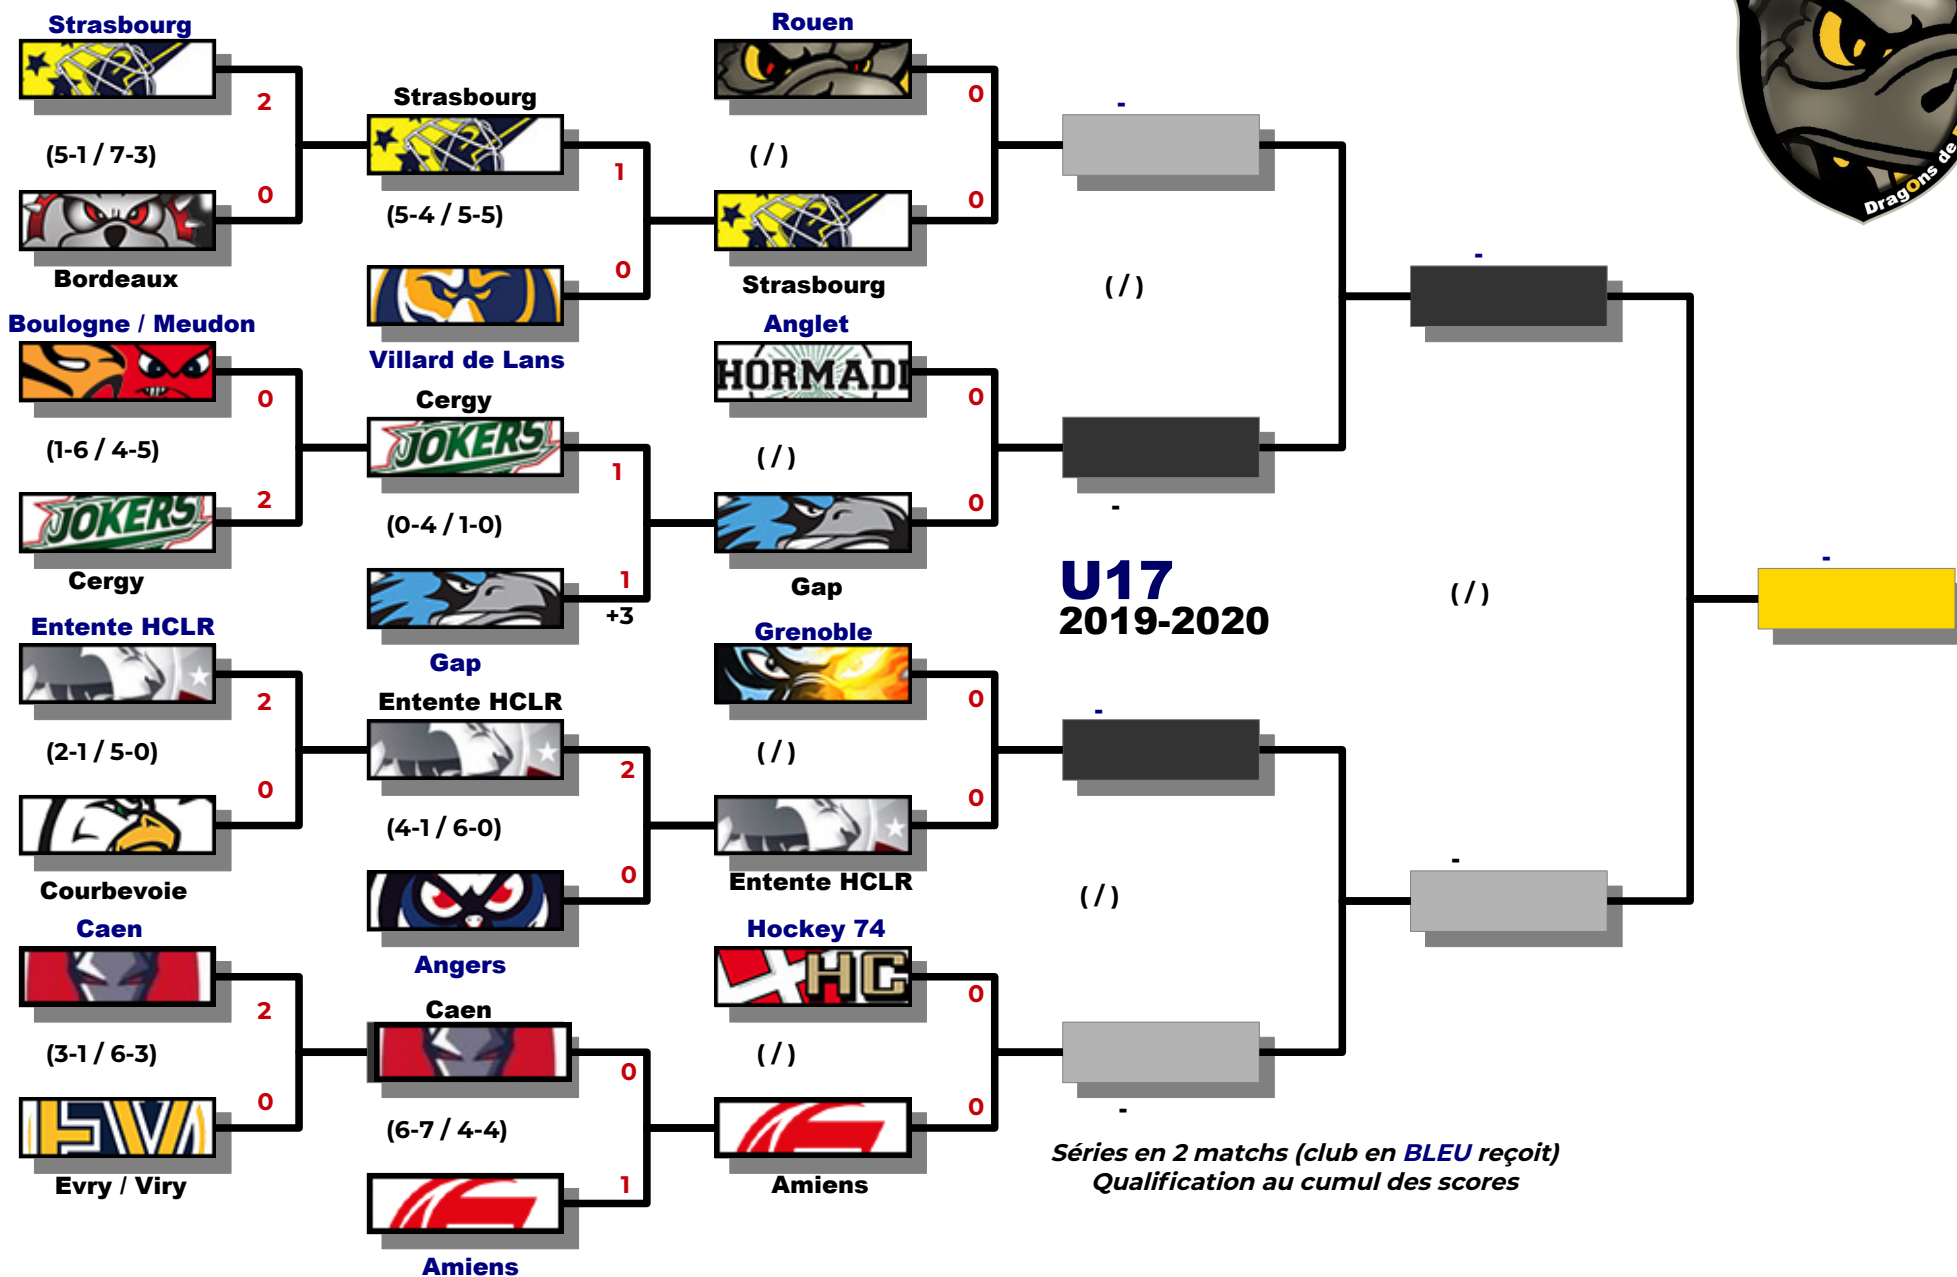 Strasbourg
2
(5-1 / 7-3)
0
Bordeaux
Boulogne / Meudon
0
(1-6 / 4-5)
JOKERS
2
Cergy
Entente HCLR
2
(2-1 / 5-0)
0
Courbevoie
Caen
2
(3-1 / 6-3)
EV
0
Evry / Viry
Strasbourg
1
(5-4 / 5-5)
0
Villard de Lans
Cergy
JOKERS
1
(0-4 / 1-0)
1
+3
Gap
Entente HCLR
2
(4-1 / 6-0)
0
Angers
Caen
0
(6-7 / 4-4)
1
Amiens
Rouen
0
( / )
0
Strasbourg
Anglet
HORMADI
0
( / )
0
Gap
Grenoble
0
( / )
0
Entente HCLR
Hockey 74
HC
0
( / )
0
Amiens
-
( / )
-
U17
2019-2020
-
( / )
-
-
( / )
-
-
Dragons de
Séries en 2 matchs (club en BLEU reçoit)
Qualification au cumul des scores